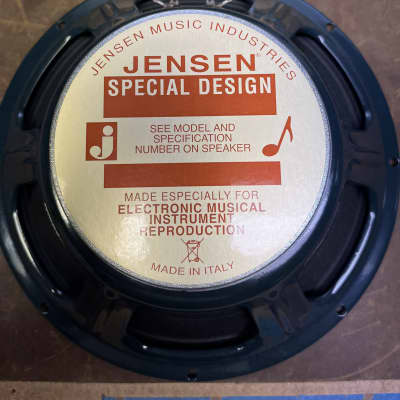 JENSEN MUSIC INDUSTRIES
JENSEN®
SPECIAL DESIGN
j
SEE MODEL AND
SPECIFICATION
NUMBER ON SPEAKER
MADE ESPECIALLY FOR
ELECTRONIC MUSICAL
INSTRUMENT
REPRODUCTION
MADE IN ITALY